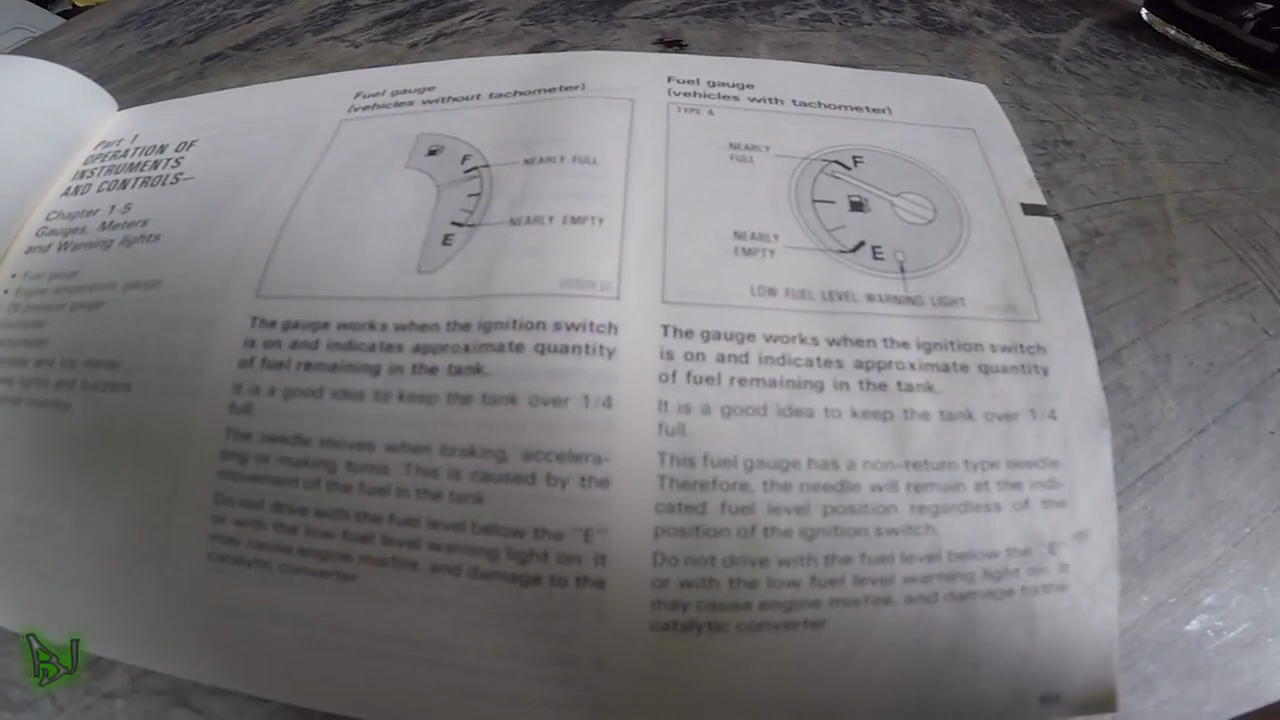 Part 1
OPERATION OF
INSTRUMENTS
AND CONTROLS—
Chapter 1-5
Gauges, Meters
and Warning lights
• Fuel gauge
• Engine temperature gauge
Oil pressure gauge
Fuel gauge
(vehicles without tachometer)
F
NEARLY FULL
NEARLY EMPTY
E
The gauge works when the ignition switch
is on and indicates approximate quantity
of fuel remaining in the tank.
It is a good idea to keep the tank over 1/4
full.
The needle moves when braking, accelera-
ting or making turns. This is caused by the
movement of the fuel in the tank.
Do not drive with the fuel level below the "E"
or with the low fuel level warning light on. It
may cause engine misfire, and damage to the
catalytic converter.
Fuel gauge
(vehicles with tachometer)
TYPE A
NEARLY
FULL
F
NEARLY
EMPTY
E
LOW FUEL LEVEL WARNING LIGHT
The gauge works when the ignition switch
is on and indicates approximate quantity
of fuel remaining in the tank.
It is a good idea to keep the tank over 1/4
full.
This fuel gauge has a non-return type needle.
Therefore, the needle will remain at the indi-
cated fuel level position regardless of the
position of the ignition switch.
Do not drive with the fuel level below the "E"
or with the low fuel level warning light on. It
may cause engine misfire, and damage to the
catalytic converter.